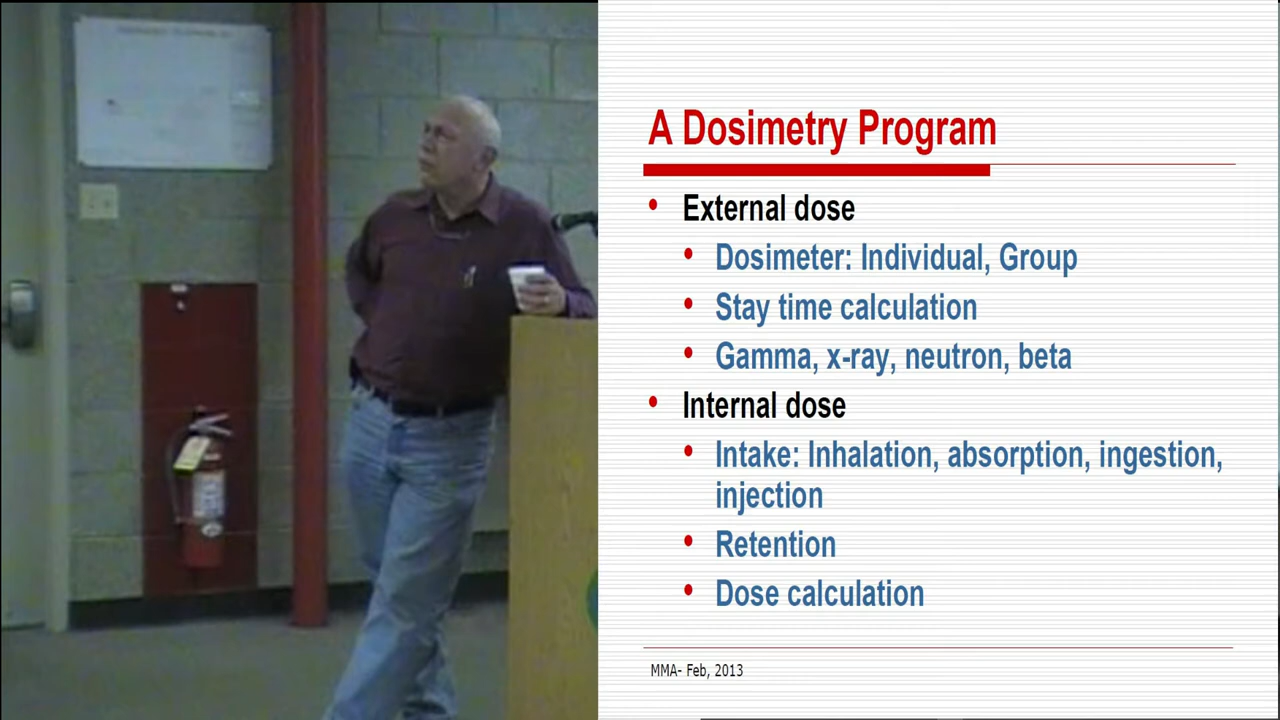 A Dosimetry Program
• External dose
• Dosimeter: Individual, Group
• Stay time calculation
• Gamma, x-ray, neutron, beta
• Internal dose
• Intake: Inhalation, absorption, ingestion,
injection
• Retention
• Dose calculation
MMA- Feb, 2013